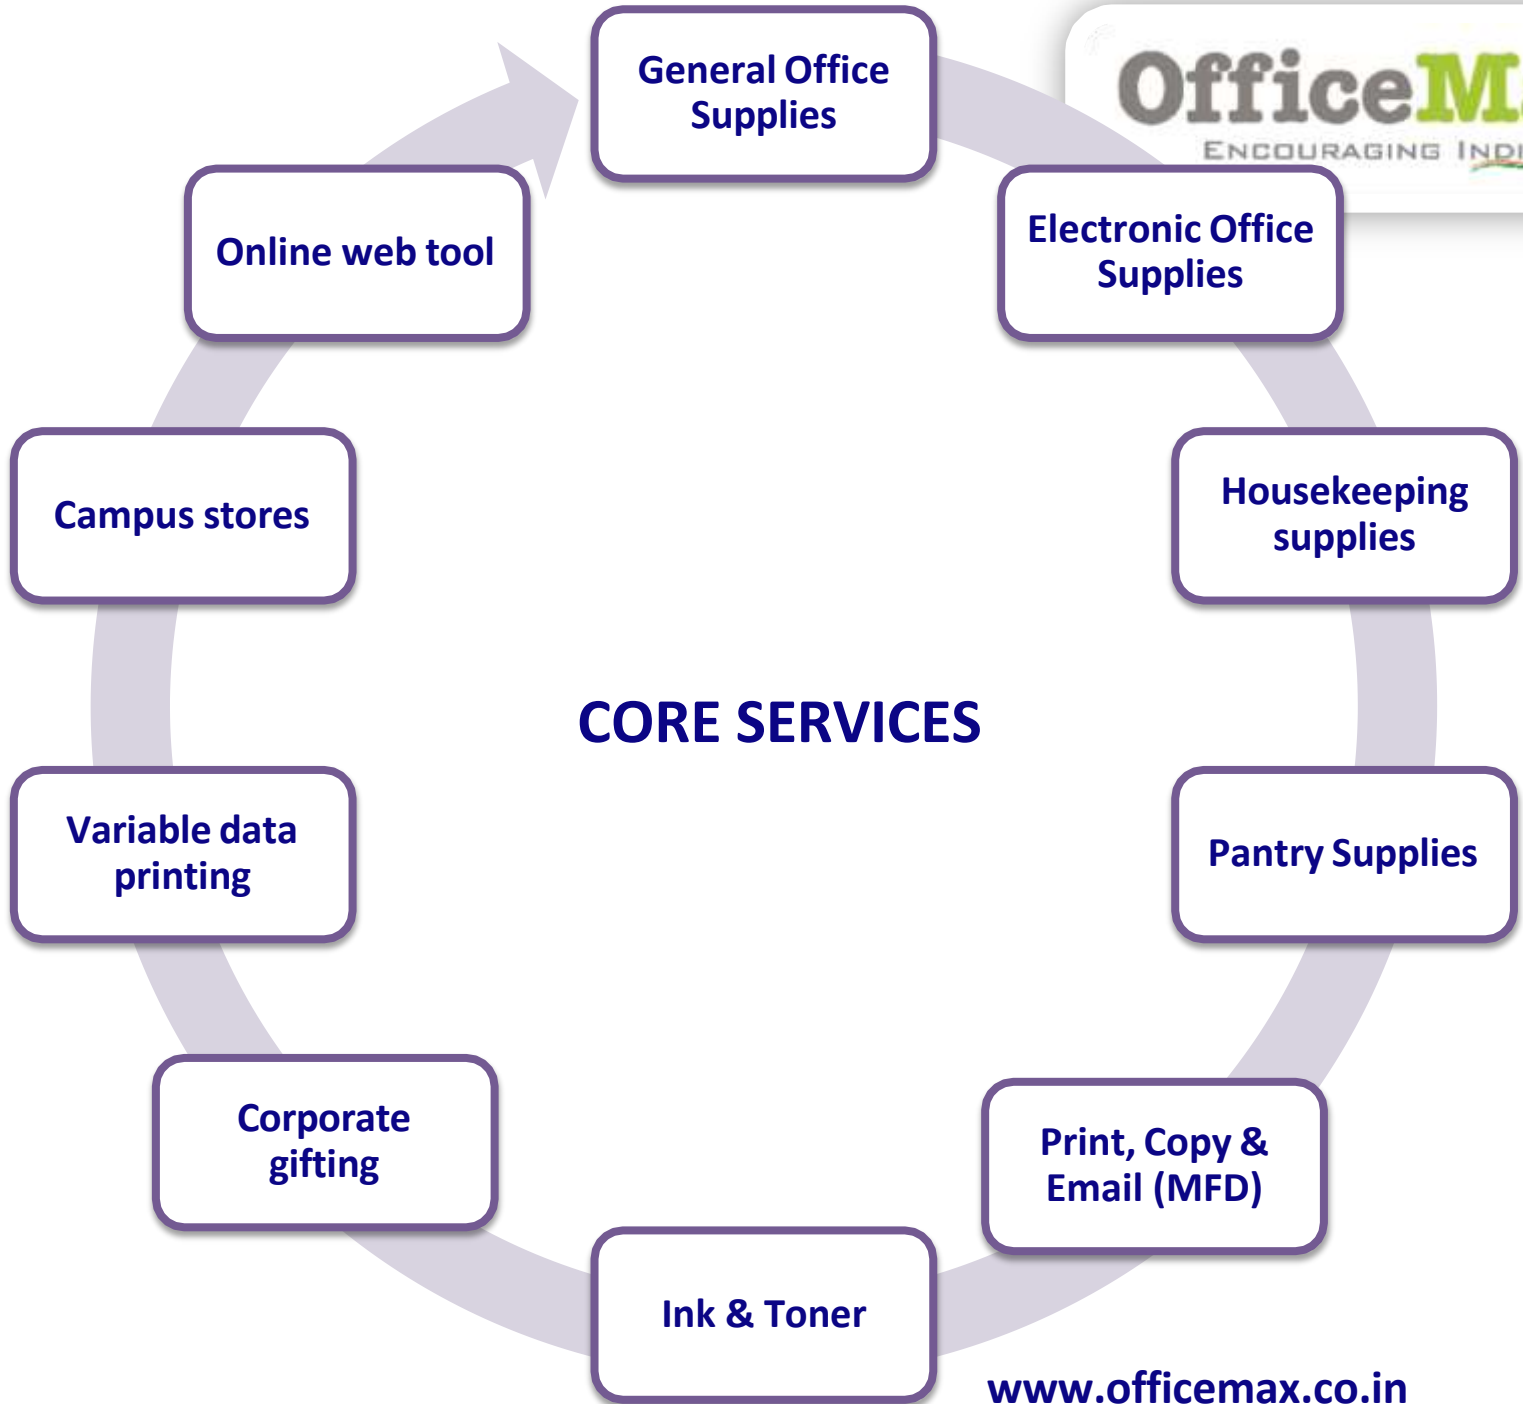 General Office
Supplies
OfficeM
ENCOURAGING INDI
Electronic Office
Supplies
Online web tool
Housekeeping
supplies
Campus stores
CORE SERVICES
Pantry Supplies
Variable data
printing
Print, Copy &
Email (MFD)
Corporate
gifting
Ink & Toner
www.officemax.co.in